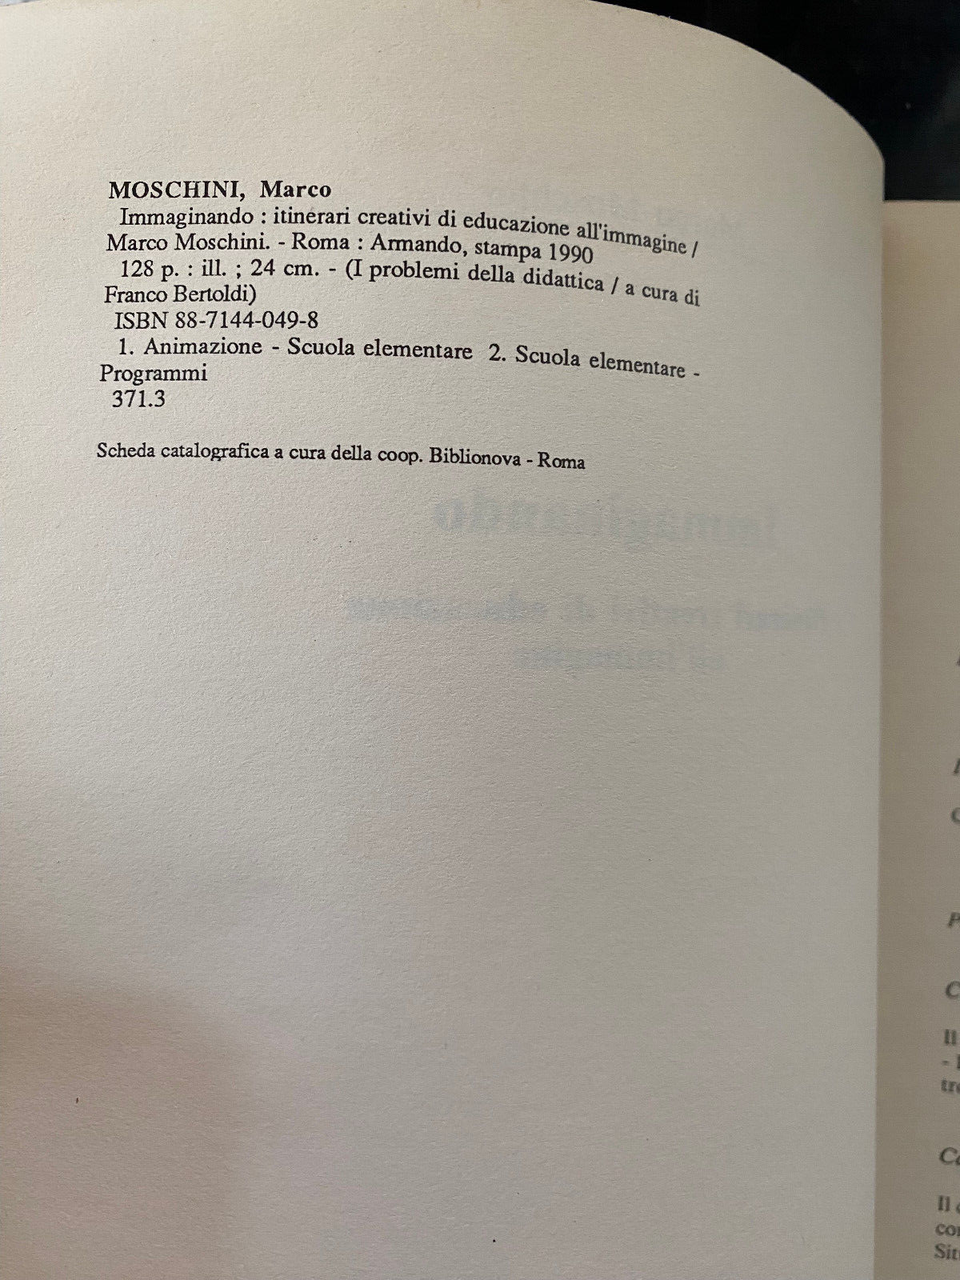 MOSCHINI, Marco
Immaginando : itinerari creativi di educazione all'immagine /
Marco Moschini. - Roma : Armando, stampa 1990
128 p. : ill. ; 24 cm. - (I problemi della didattica / a cura di
Franco Bertoldi)
ISBN 88-7144-049-8
1. Animazione - Scuola elementare 2. Scuola elementare -
Programmi
371.3
Scheda catalografica a cura della coop. Biblionova - Roma
Il